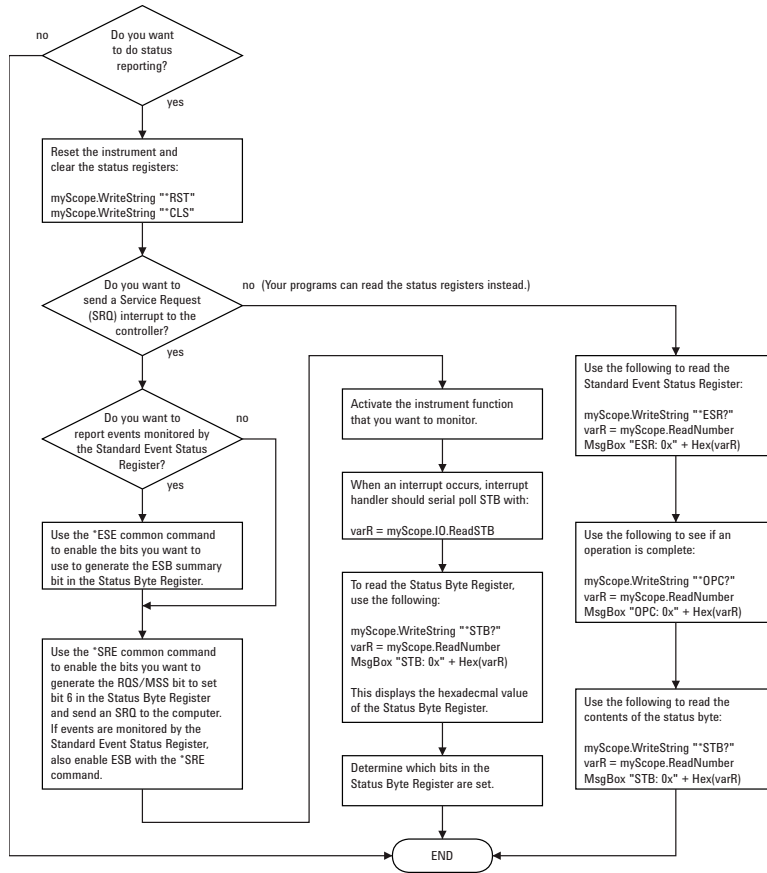 Do you want
to do status
reporting?
no
yes
Reset the instrument and
clear the status registers:
myScope.WriteString "*RST"
myScope.WriteString "*CLS"
Do you want to
send a Service Request
(SRQ) interrupt to the
controller?
no (Your programs can read the status registers instead.)
yes
Do you want to
report events monitored by
the Standard Event Status
Register?
no
yes
Use the *ESE common command
to enable the bits you want to
use to generate the ESB summary
bit in the Status Byte Register.
Use the *SRE common command
to enable the bits you want to
generate the RQS/MSS bit to set
bit 6 in the Status Byte Register
and send an SRQ to the computer.
If events are monitored by the
Standard Event Status Register,
also enable ESB with the *SRE
command.
Activate the instrument function
that you want to monitor.
When an interrupt occurs, interrupt
handler should serial poll STB with:
varR = myScope.IO.ReadSTB
To read the Status Byte Register,
use the following:
myScope.WriteString "*STB?"
varR = myScope.ReadNumber
MsgBox "STB: 0x" + Hex(varR)
This displays the hexadecmal value
of the Status Byte Register.
Determine which bits in the
Status Byte Register are set.
Use the following to read the
Standard Event Status Register:
myScope.WriteString "*ESR?"
varR = myScope.ReadNumber
MsgBox "ESR: 0x" + Hex(varR)
Use the following to see if an
operation is complete:
myScope.WriteString "*OPC?"
varR = myScope.ReadNumber
MsgBox "OPC: 0x" + Hex(varR)
Use the following to read the
contents of the status byte:
myScope.WriteString "*STB?"
varR = myScope.ReadNumber
MsgBox "STB: 0x" + Hex(varR)
END